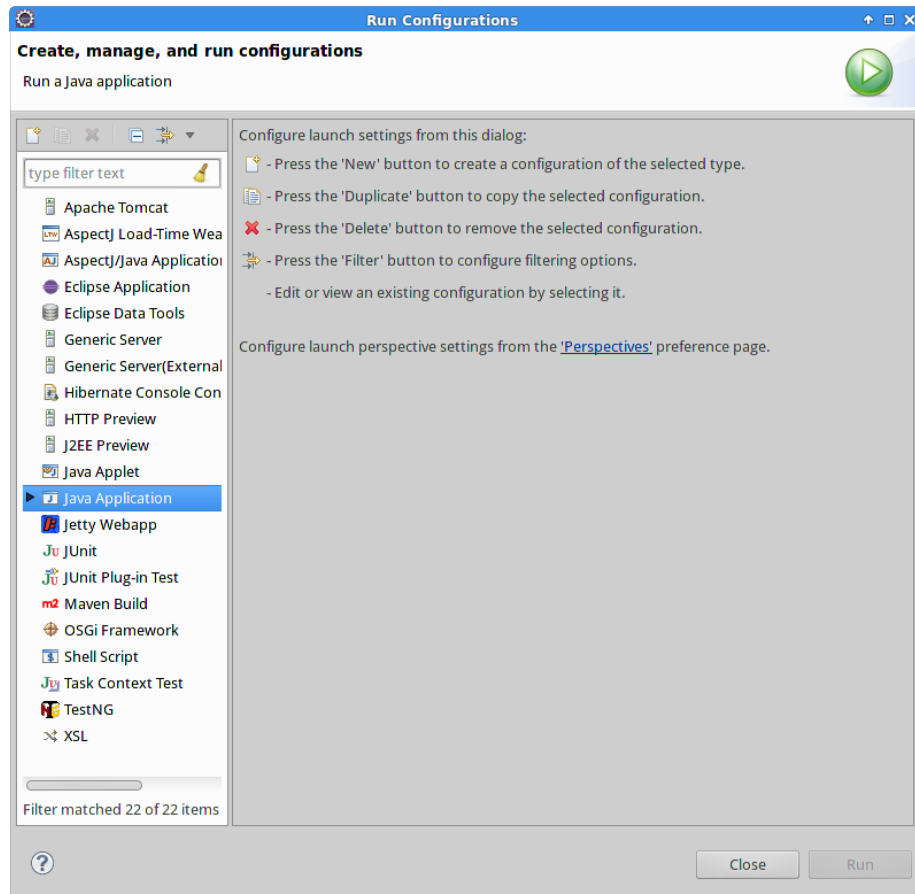 Run Configurations
Create, manage, and run configurations
Run a Java application
type filter text
Apache Tomcat
AspectJ Load-Time Wea
AspectJ/Java Application
Eclipse Application
Eclipse Data Tools
Generic Server
Generic Server(External
Hibernate Console Con
HTTP Preview
J2EE Preview
Java Applet
Java Application
Jetty Webapp
JUnit
JUnit Plug-in Test
m2 Maven Build
OSGi Framework
Shell Script
Task Context Test
TestNG
XSL
Filter matched 22 of 22 items
Configure launch settings from this dialog:
- Press the 'New' button to create a configuration of the selected type.
- Press the 'Duplicate' button to copy the selected configuration.
- Press the 'Delete' button to remove the selected configuration.
- Press the 'Filter' button to configure filtering options.
- Edit or view an existing configuration by selecting it.
Configure launch perspective settings from the 'Perspectives' preference page.
Close
Run